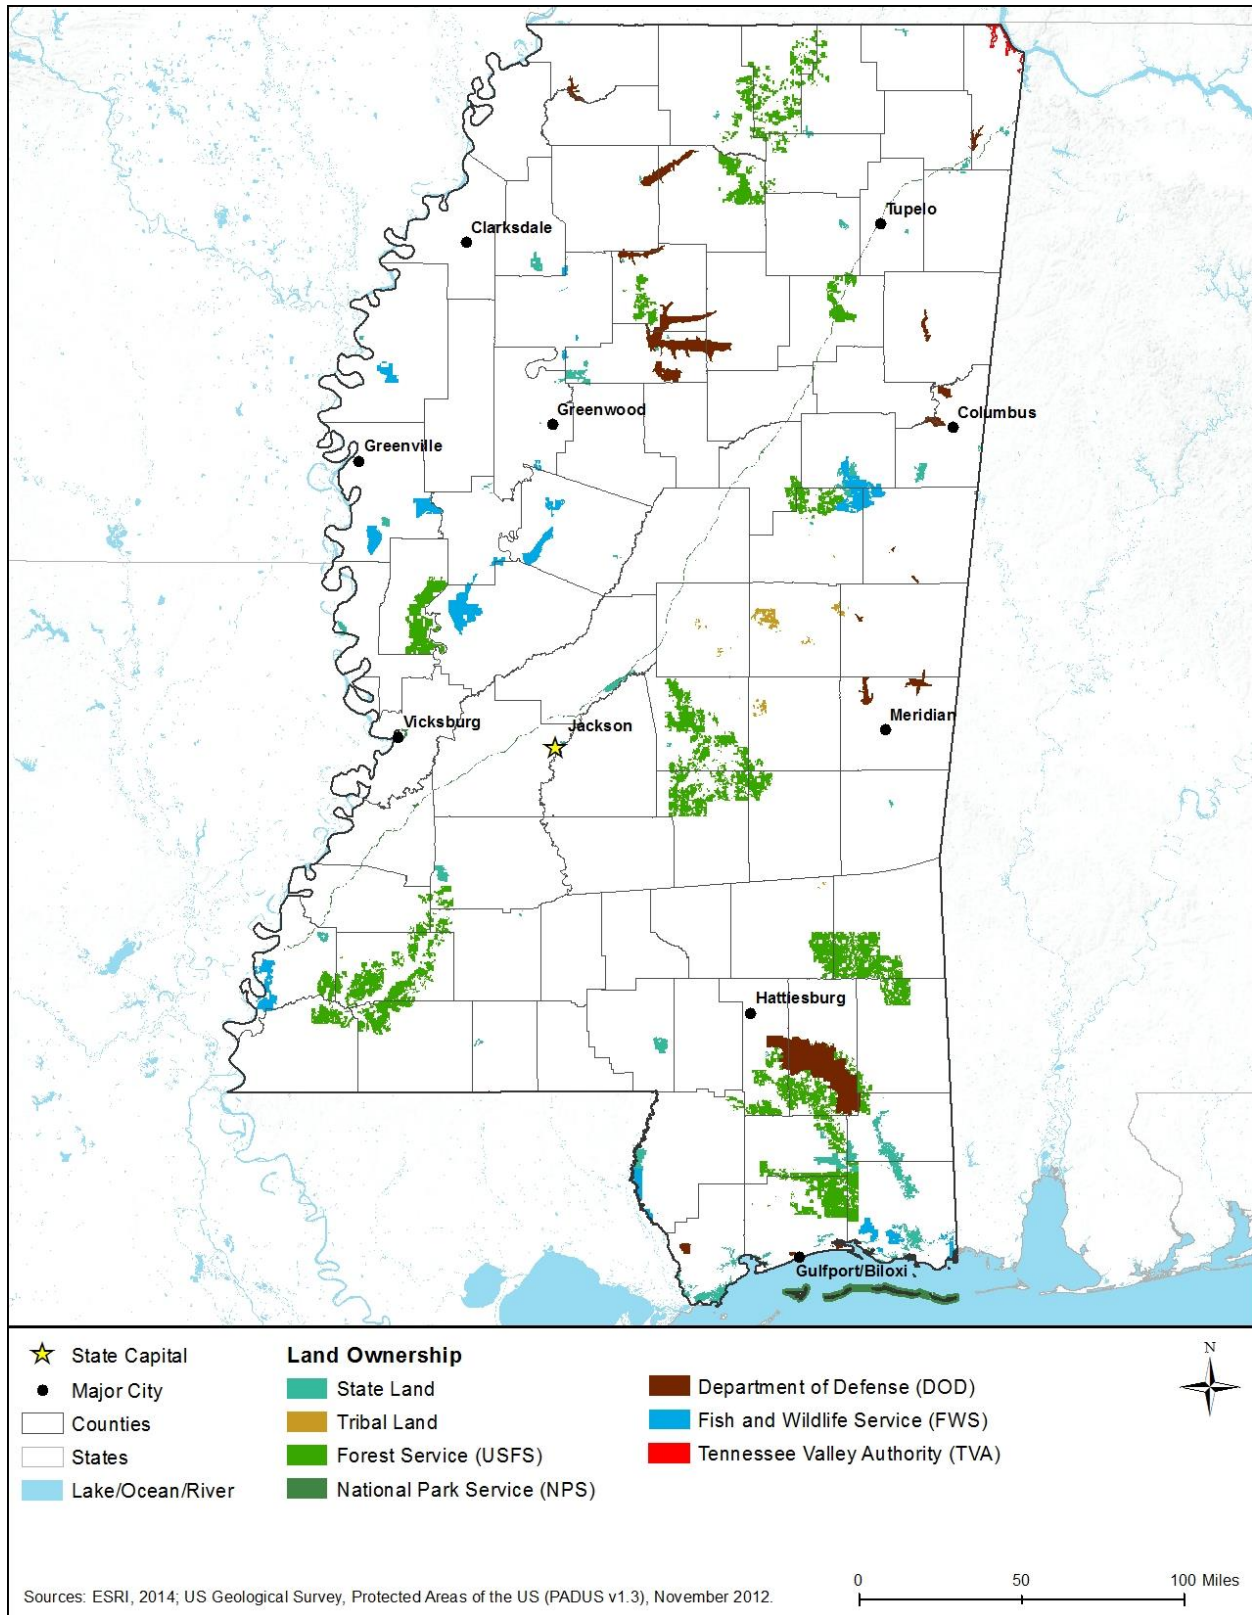 Tupelo
Clarksdale
Greenwood
Columbus
Greenville
Meridian
Vicksburg
Jackson
Hattiesburg
Gulfport/Biloxi
State Capital
Major City
Counties
States
Lake/Ocean/River
Land Ownership
State Land
Tribal Land
Forest Service (USFS)
National Park Service (NPS)
Department of Defense (DOD)
Fish and Wildlife Service (FWS)
Tennessee Valley Authority (TVA)
N
Sources: ESRI, 2014; US Geological Survey, Protected Areas of the US (PADUS v1.3), November 2012.
0 50 100 Miles